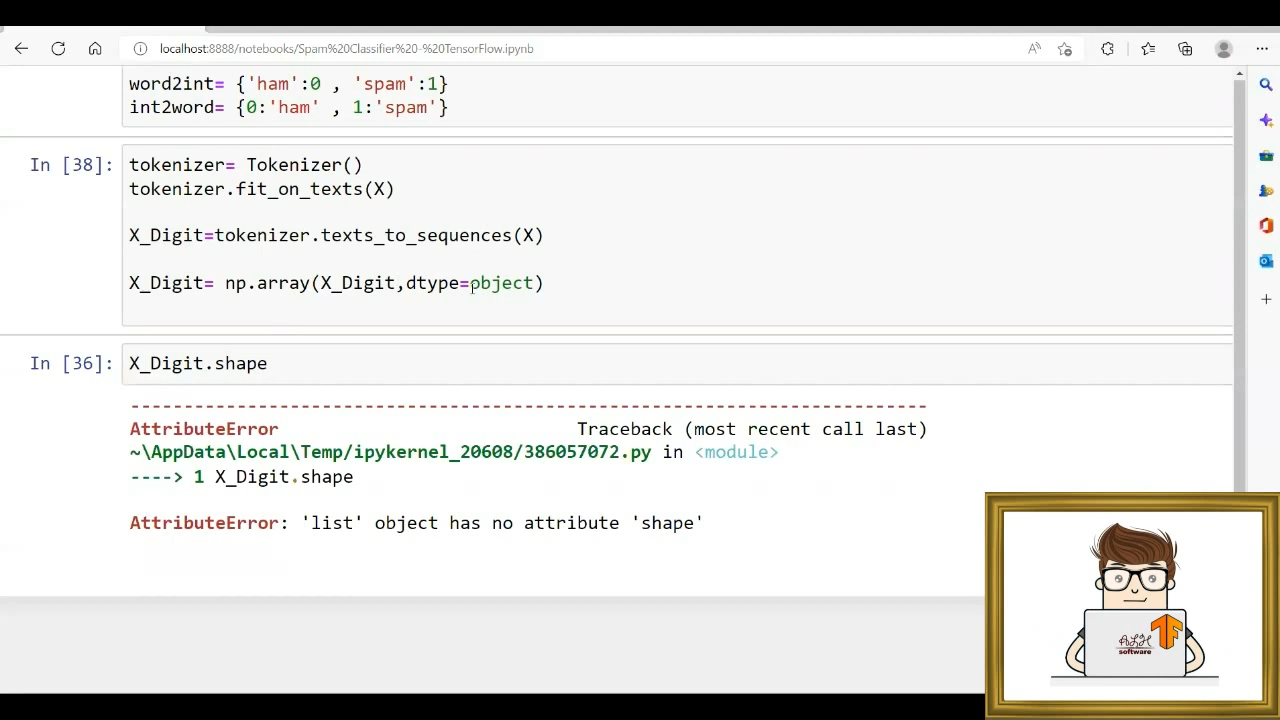 localhost:8888/notebooks/Spam%20Classifier%20-%20TensorFlow.ipynb
word2int= {'ham':0 , 'spam':1}
int2word= {0:'ham' , 1:'spam'}
In [38]:
tokenizer= Tokenizer()
tokenizer.fit_on_texts(X)
X_Digit=tokenizer.texts_to_sequences(X)
X_Digit= np.array(X_Digit,dtype=object)
In [36]:
X_Digit.shape
---------------------------------------------------------------------------
AttributeError Traceback (most recent call last)
~\AppData\Local\Temp/ipykernel_20608/386057072.py in <module>
----> 1 X_Digit.shape
AttributeError: 'list' object has no attribute 'shape'
software